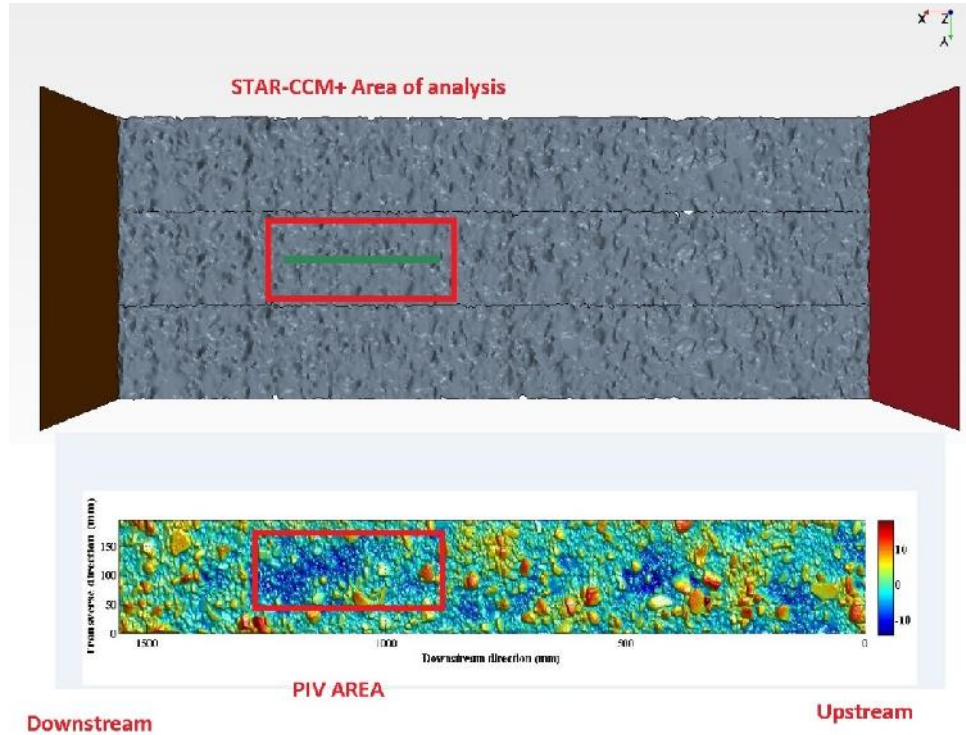 X Z
Y
STAR-CCM+ Area of analysis
Transverse direction (mm)
150
100
50
0
10
0
-10
1500
1000
500
0
Downstream direction (mm)
PIV AREA
Upstream
Downstream